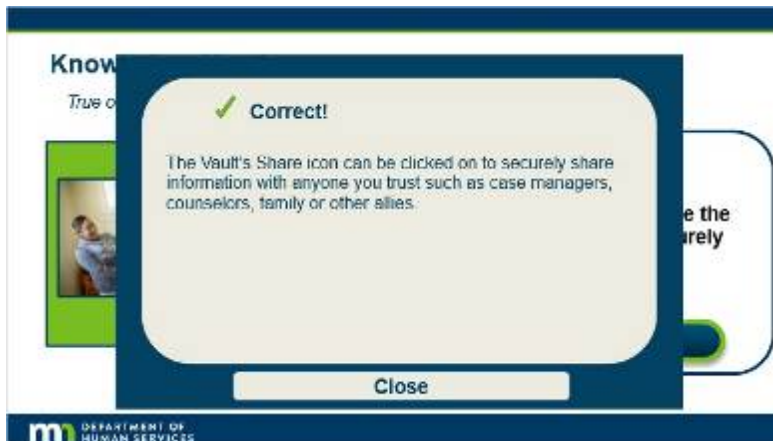 Know
True o
✓ Correct!
The Vault's Share icon can be clicked on to securely share
information with anyone you trust such as case managers,
counselors, family or other allies.
e the
urely
Close
DEPARTMENT OF
HUMAN SERVICES